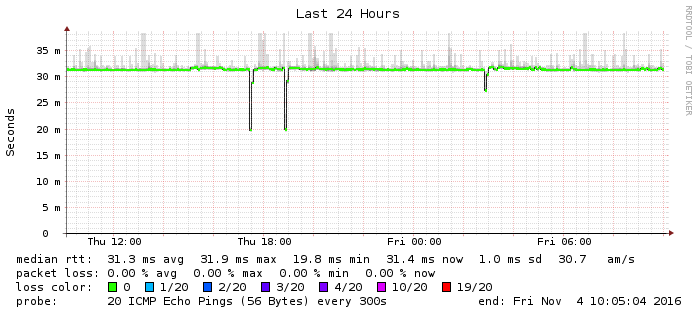 Last 24 Hours
RRDTOOL / TOBI OETIKER
Seconds
35 m
30 m
25 m
20 m
15 m
10 m
5 m
0
Thu 12:00 Thu 18:00 Fri 00:00 Fri 06:00
median rtt: 31.3 ms avg 31.9 ms max 19.8 ms min 31.4 ms now 1.0 ms sd 30.7 am/s
packet loss: 0.00 % avg 0.00 % max 0.00 % min 0.00 % now
loss color: 0 1/20 2/20 3/20 4/20 10/20 19/20
probe: 20 ICMP Echo Pings (56 Bytes) every 300s end: Fri Nov 4 10:05:04 2016